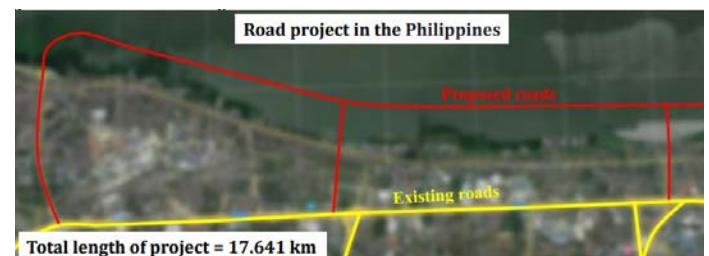 Road project in the Philippines
Proposed roads
Existing roads
Total length of project = 17.641 km